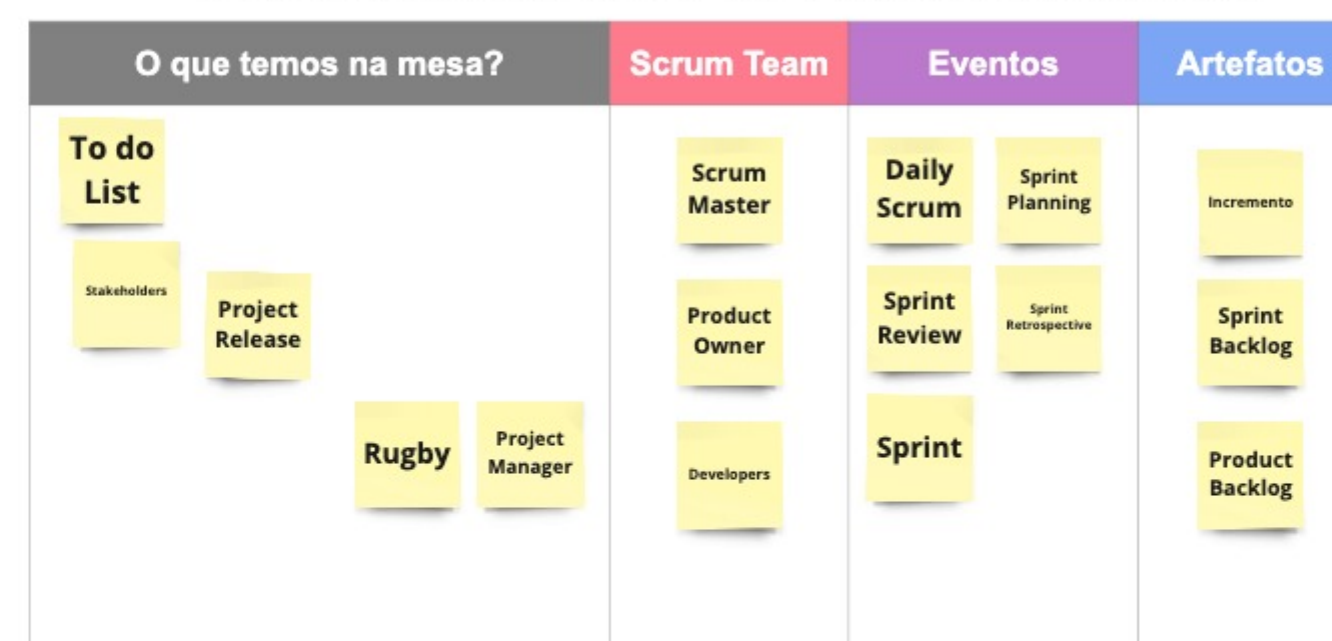 O que temos na mesa?
Scrum Team
Eventos
Artefatos
To do
List
Stakeholders
Project
Release
Rugby
Project
Manager
Scrum
Master
Product
Owner
Developers
Daily
Scrum
Sprint
Planning
Sprint
Review
Sprint
Retrospective
Sprint
Incremento
Sprint
Backlog
Product
Backlog